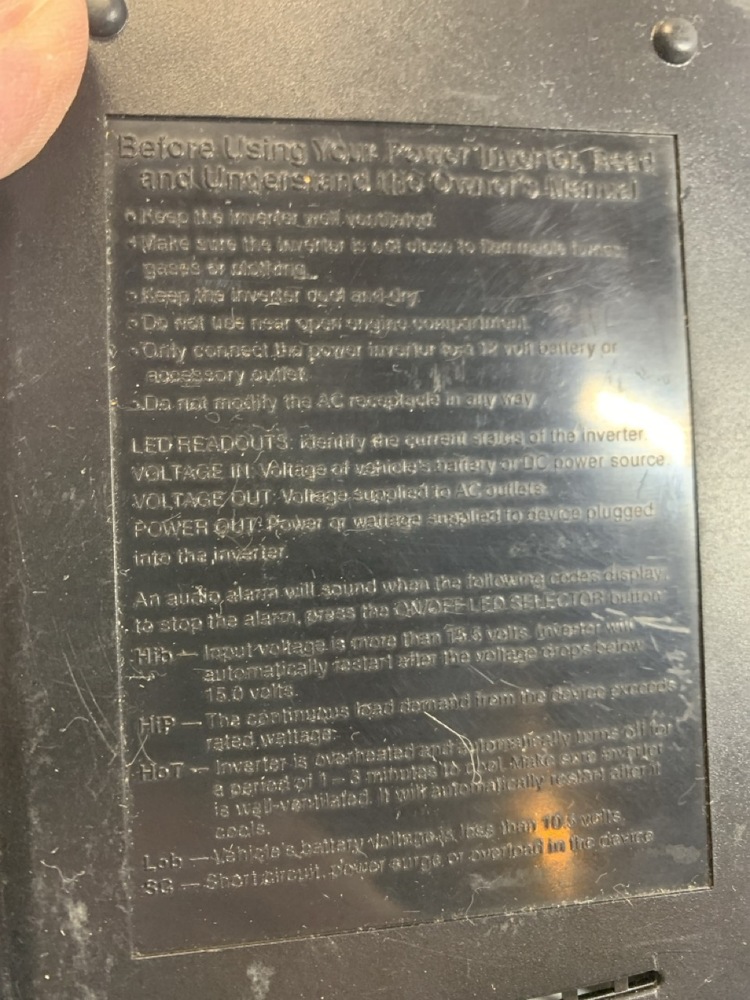 Before Using Your Power Inverter, Read
and Understand the Owner's Manual
• Keep the inverter well ventilated.
• Make sure the inverter is not close to flammable
gases or clothing.
• Keep the inverter cool and dry.
• Do not use near open engine compartment.
• Only connect the power inverter to a 12 volt battery or
accessory outlet.
• Do not modify the AC receptacle in any way.
LED READOUTS: Identify the current status of the inverter.
VOLTAGE IN: Voltage of vehicle's battery or DC power source.
VOLTAGE OUT: Voltage supplied to AC outlets.
POWER OUT: Power or wattage supplied to device plugged
into the inverter.
An audio alarm will sound when the following codes display,
to stop the alarm, press the ON/OFF LED SELECTOR button
Hib — Input voltage is more than volts. Inverter will
automatically restart after the voltage drops below
15.0 volts.
HiP — The continuous load demand from the device exceeds
rated wattage.
HoT — Inverter is overheated and automatically turns off for
a period of 1 – 3 minutes to cool. Make sure inverter
is well-ventilated. It will automatically restart after it
cools.
Lob — Vehicle's battery voltage is less than volts.
SC — Short circuit, power surge or overload in the device